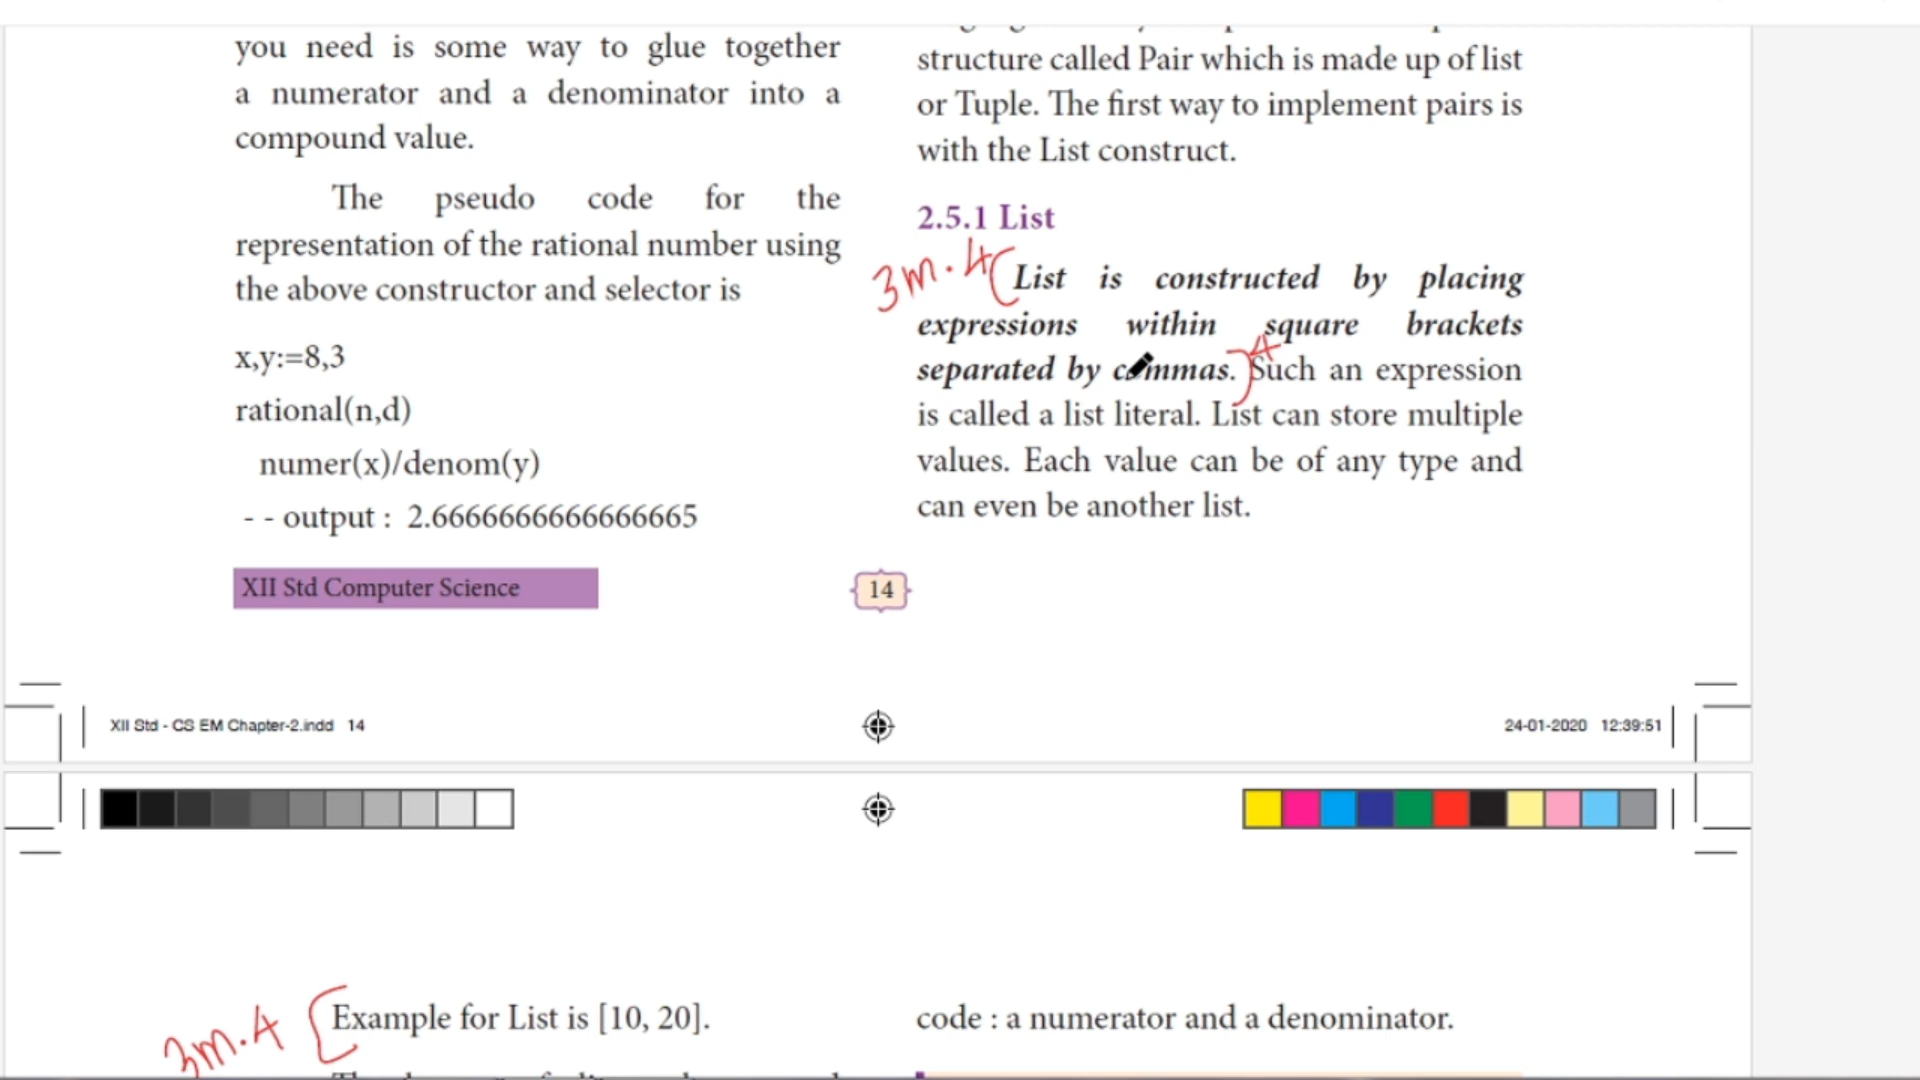 you need is some way to glue together
a numerator and a denominator into a
compound value.
The pseudo code for the
representation of the rational number using
the above constructor and selector is
x,y:=8,3
rational(n,d)
numer(x)/denom(y)
- - output : 2.6666666666666665
structure called Pair which is made up of list
or Tuple. The first way to implement pairs is
with the List construct.
2.5.1 List
3m.4
List is constructed by placing
expressions within square brackets
4
separated by commas. Such an expression
is called a list literal. List can store multiple
values. Each value can be of any type and
can even be another list.
XII Std Computer Science
14
XII Std - CS EM Chapter-2.indd 14
24-01-2020 12:39:51
3m.4
Example for List is [10, 20].
code : a numerator and a denominator.